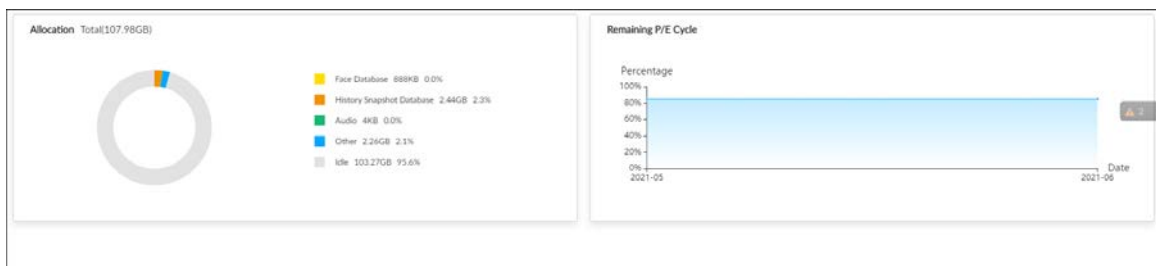 Allocation Total(107.98GB)
Face Database 888KB 0.0%
History Snapshot Database 2.44GB 2.3%
Audio 4KB 0.0%
Other 2.26GB 2.1%
Idle 103.27GB 95.6%
Remaining P/E Cycle
Percentage
100%
80%
60%
40%
20%
0%
2021-05
2021-06
Date
2